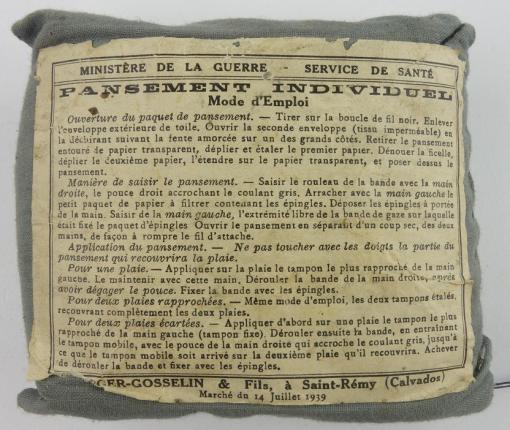 MINISTÈRE DE LA GUERRE - SERVICE DE SANTÉ
PANSEMENT INDIVIDUEL
Mode d'Emploi
Ouverture du paquet de pansement. — Tirer sur la boucle de fil noir. Enlever
l'enveloppe extérieure de toile. Ouvrir la seconde enveloppe (tissu imperméable) en
la déchirant suivant la fente amorcée sur un des grands côtés. Retirer le pansement
entouré de papier transparent, déplier et étaler le premier papier. Dénouer la ficelle,
déplier le deuxième papier, l'étendre sur le papier transparent, et poser dessus le
pansement.
Manière de saisir le pansement. — Saisir le rouleau de la bande avec la main
droite, le pouce droit accrochant le coulant gris. Arracher avec la main gauche le
petit paquet de papier à filtrer contenant les épingles. Déposer les épingles à portée
de la main. Saisir de la main gauche, l'extrémité libre de la bande de gaze sur laquelle
était fixé le paquet d'épingles Ouvrir le pansement en séparant d'un coup sec, des deux
mains, de façon à rompre le fil d'attache.
Application du pansement. — Ne pas toucher avec les doigts la partie du
pansement qui recouvrira la plaie.
Pour une plaie. — Appliquer sur la plaie le tampon le plus rapproché de la main
gauche. Le maintenir avec cette main. Dérouler la bande de la main droite, après
avoir dégager le pouce. Fixer la bande avec les épingles.
Pour deux plaies rapprochées. — Même mode d'emploi, les deux tampons étalés,
recouvrant complètement les deux plaies.
Pour deux plaies écartées. — Appliquer d'abord sur une plaie le tampon le plus
rapproché de la main gauche (tampon fixe) Dérouler ensuite la bande, en entraînant
le tampon mobile, avec le pouce de la main droite qui accroche le coulant gris, jusqu'à
ce que le tampon mobile soit arrivé sur la deuxième plaie qu'il recouvrira. Achever
de dérouler la bande et fixer avec les épingles.
GER-GOSSELIN & Fils, à Saint-Rémy (Calvados)
Marché du 14 Juillet 1939